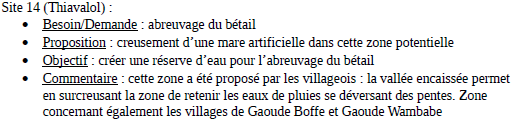 Site 14 (Thiavalol) :
• Besoin/Demande : abreuvage du bétail
• Proposition : creusement d’une mare artificielle dans cette zone potentielle
• Objectif : créer une réserve d’eau pour l’abreuvage du bétail
• Commentaire : cette zone a été proposé par les villageois : la vallée encaissée permet
en surcreusant la zone de retenir les eaux de pluies se déversant des pentes. Zone
concernant également les villages de Gaoude Boffe et Gaoude Wambabe